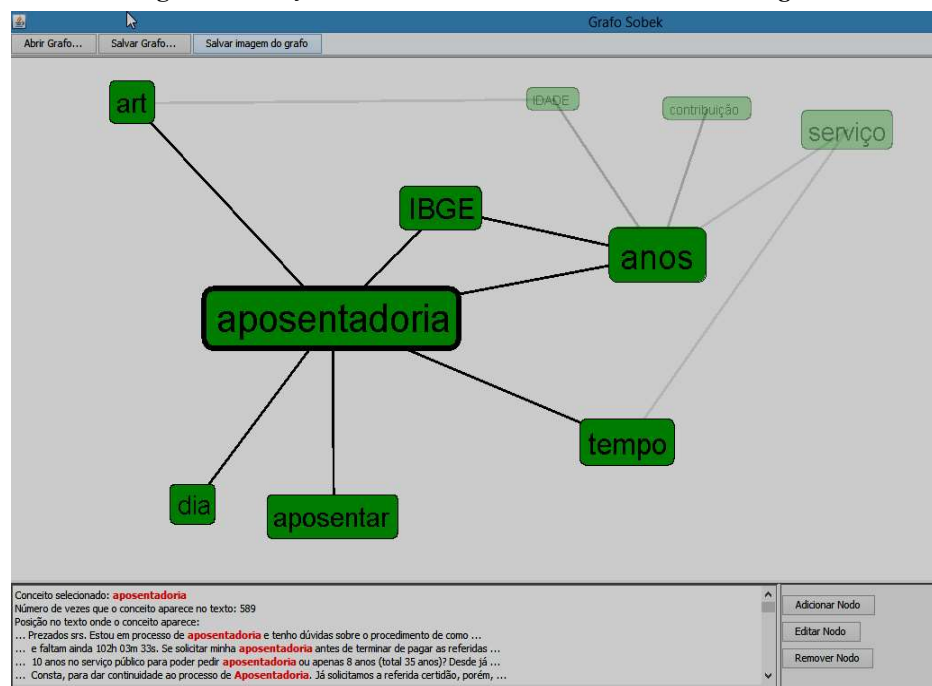 Grafo Sobek
Abrir Grafo... Salvar Grafo... Salvar imagem do grafo
art
IDADE
contribuição
serviço
IBGE
anos
aposentadoria
tempo
dia
aposentar
Conceito selecionado: aposentadoria
Número de vezes que o conceito aparece no texto: 589
Posição no texto onde o conceito aparece:
... Prezados srs. Estou em processo de aposentadoria e tenho dúvidas sobre o procedimento de como ...
... e faltam ainda 102h 03m 33s. Se solicitar minha aposentadoria antes de terminar de pagar as referidas ...
... 10 anos no serviço público para poder pedir aposentadoria ou apenas 8 anos (total 35 anos)? Desde já ...
... Consta, para dar continuidade ao processo de Aposentadoria. Já solicitamos a referida certidão, porém, ...
Adicionar Nodo
Editar Nodo
Remover Nodo